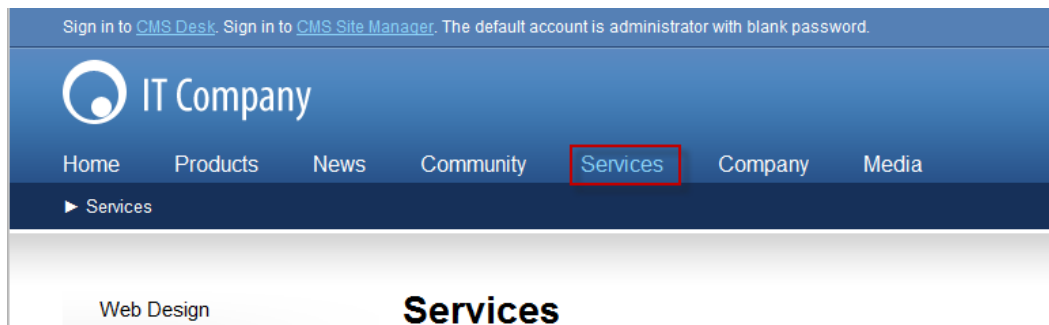 Sign in to CMS Desk. Sign in to CMS Site Manager. The default account is administrator with blank password.
IT Company
Home Products News Community Services Company Media
► Services
Web Design
Services